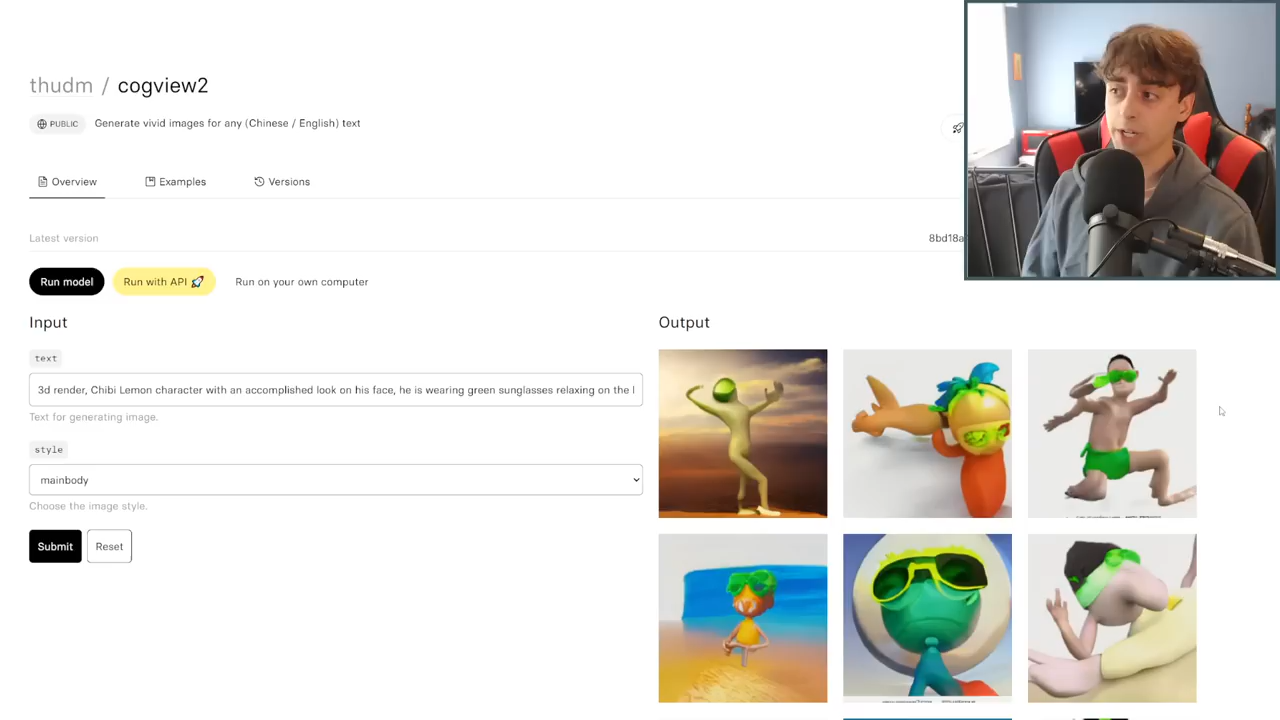 thudm / cogview2
PUBLIC Generate vivid images for any (Chinese / English) text
Overview Examples Versions
Latest version 8bd18a
Run model Run with API 🚀 Run on your own computer
Input Output
text
3d render, Chibi Lemon character with an accomplished look on his face, he is wearing green sunglasses relaxing on the
Text for generating image.
style
mainbody
Choose the image style.
Submit Reset